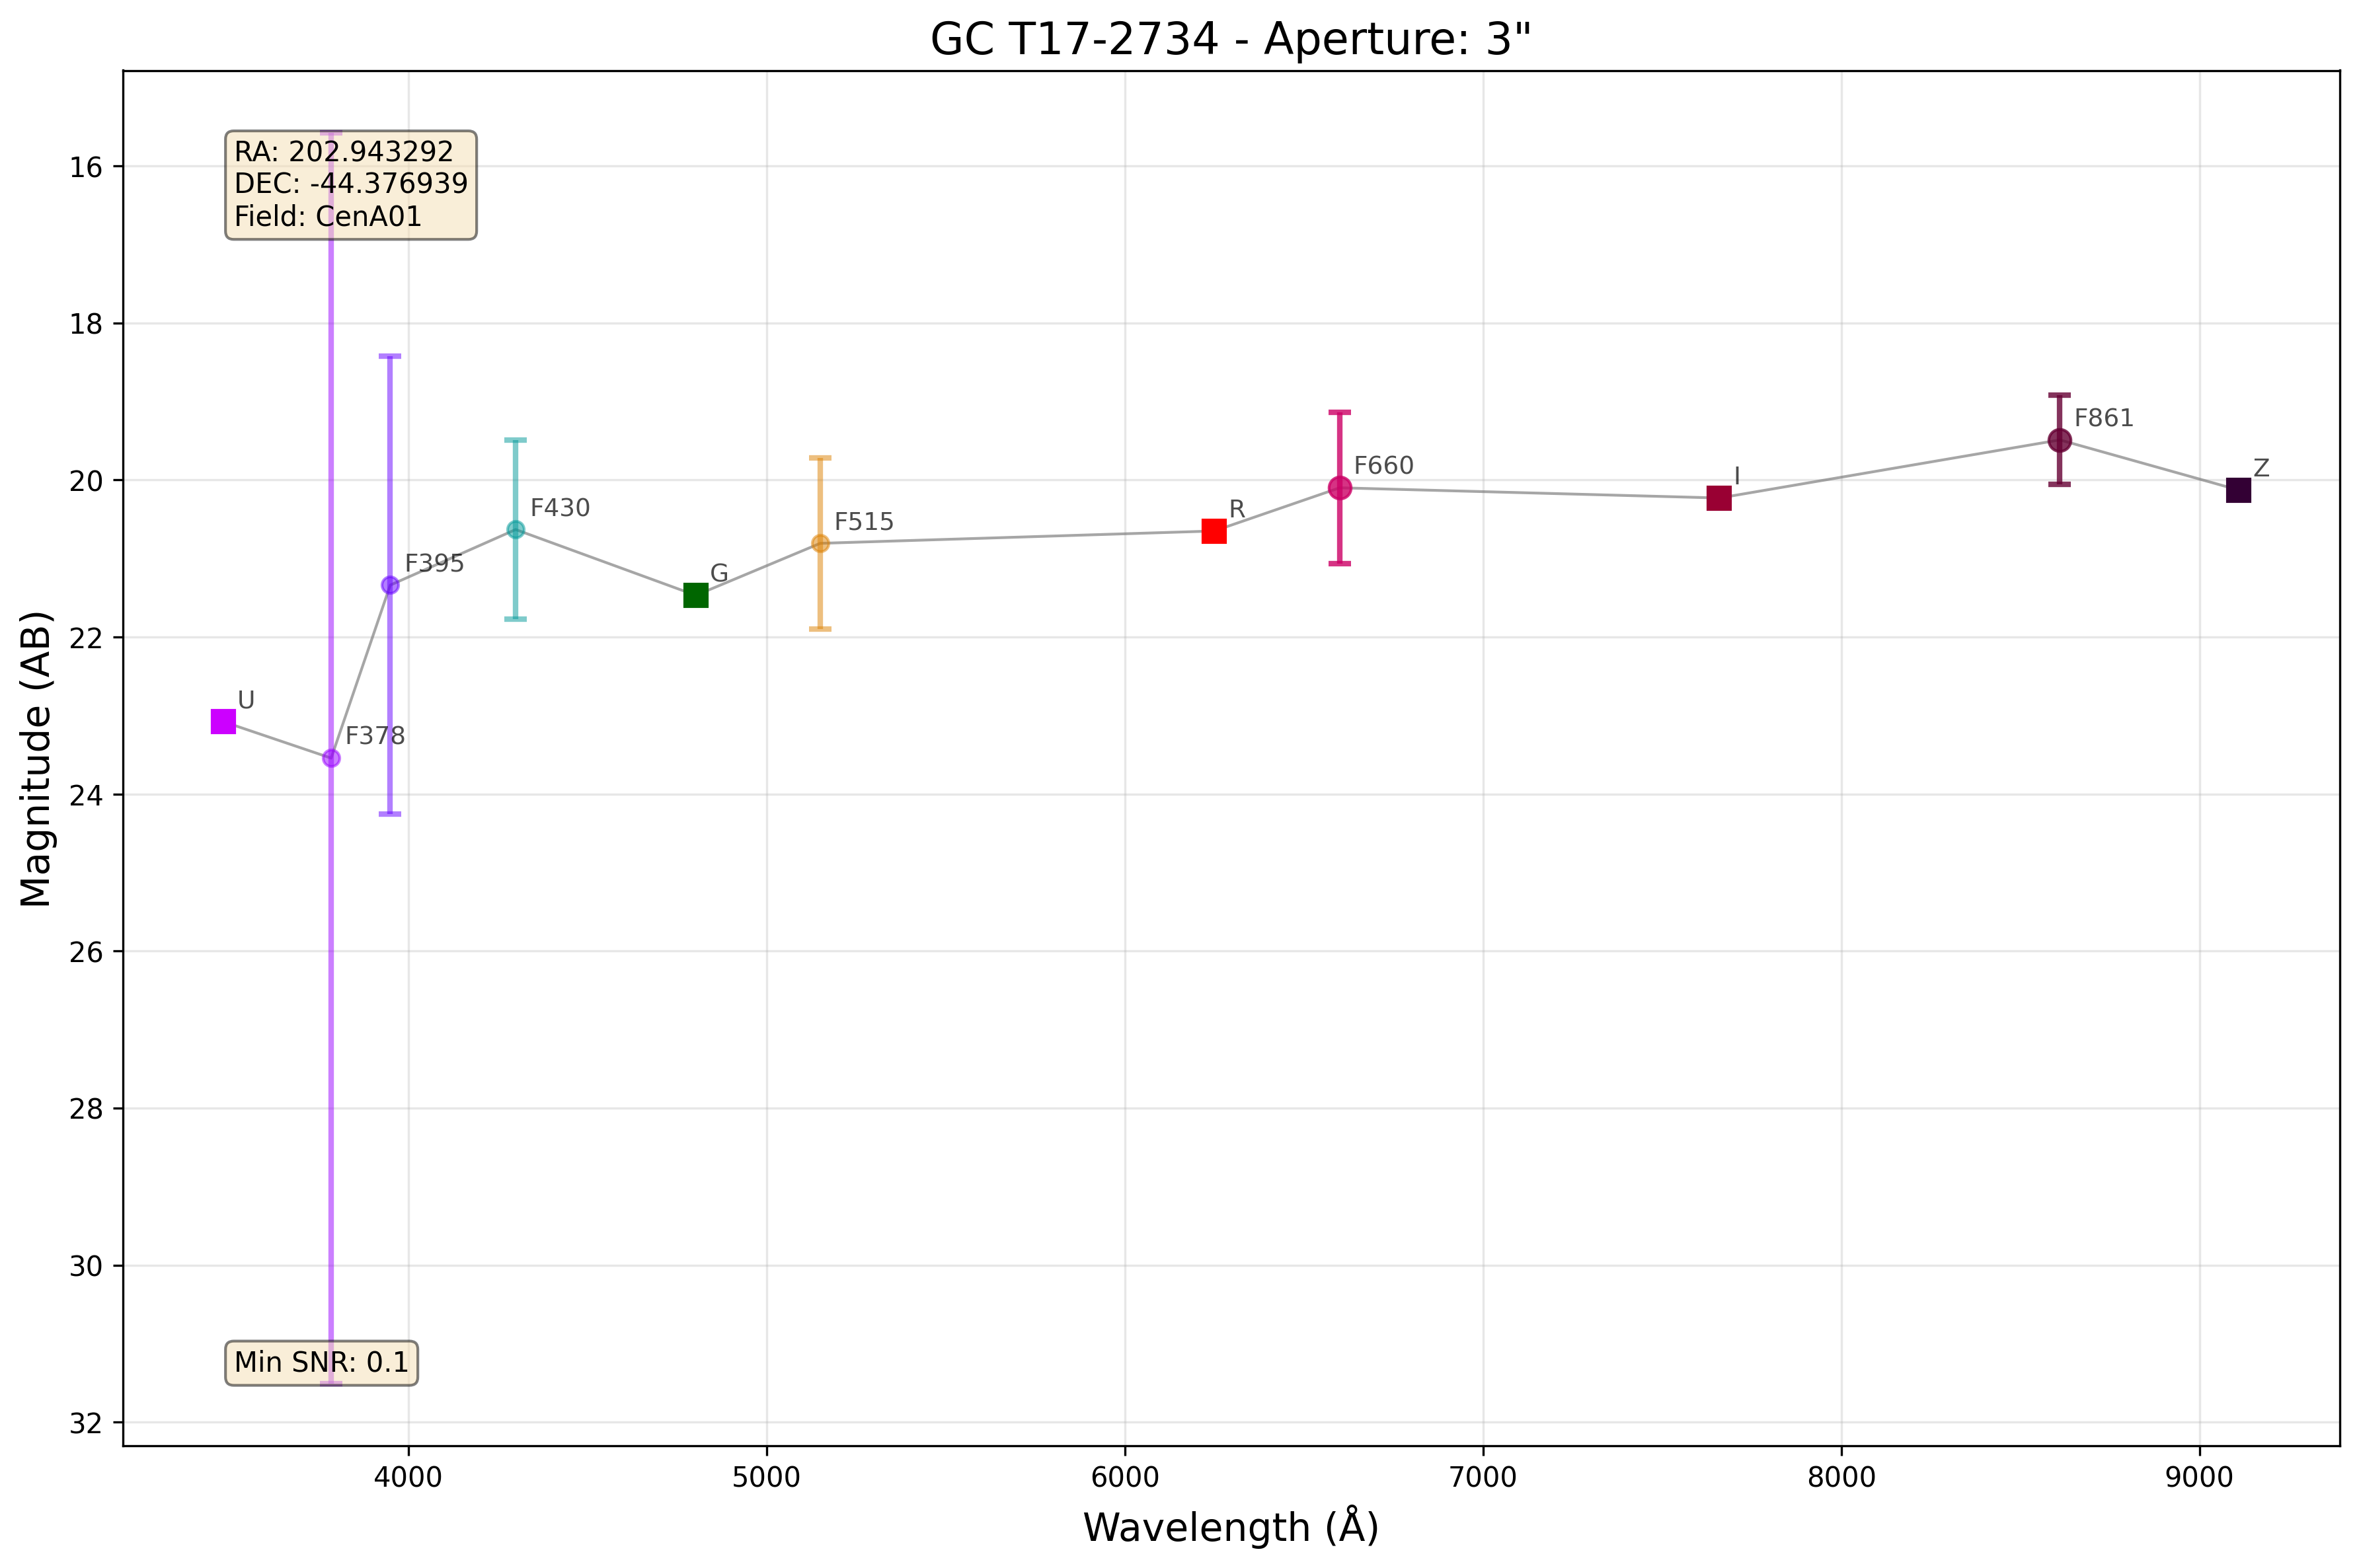 GC T17-2734 - Aperture: 3"
RA: 202.943292
DEC: -44.376939
Field: CenA01
16
18
20
22
24
26
28
30
32
Magnitude (AB)
U
F378
F395
F430
G
F515
R
F660
I
F861
Z
Min SNR: 0.1
4000
5000
6000
7000
8000
9000
Wavelength (Å)